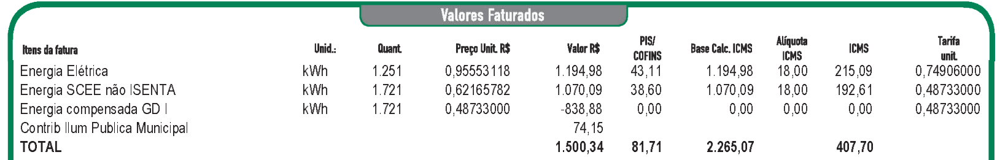 Valores Faturados
Itens da fatura Unid.: Quant. Preço Unit. R$ Valor R$ PIS/ COFINS Base Calc. ICMS Alíquota ICMS ICMS Tarifa unit.
Energia Elétrica kWh 1.251 0,95553118 1.194,98 43,11 1.194,98 18,00 215,09 0,74906000
Energia SCEE não ISENTA kWh 1.721 0,62165782 1.070,09 38,60 1.070,09 18,00 192,61 0,48733000
Energia compensada GD I kWh 1.721 0,48733000 -838,88 0,00 0,00 0,00 0,00 0,48733000
Contrib Ilum Publica Municipal 74,15
TOTAL 1.500,34 81,71 2.265,07 407,70